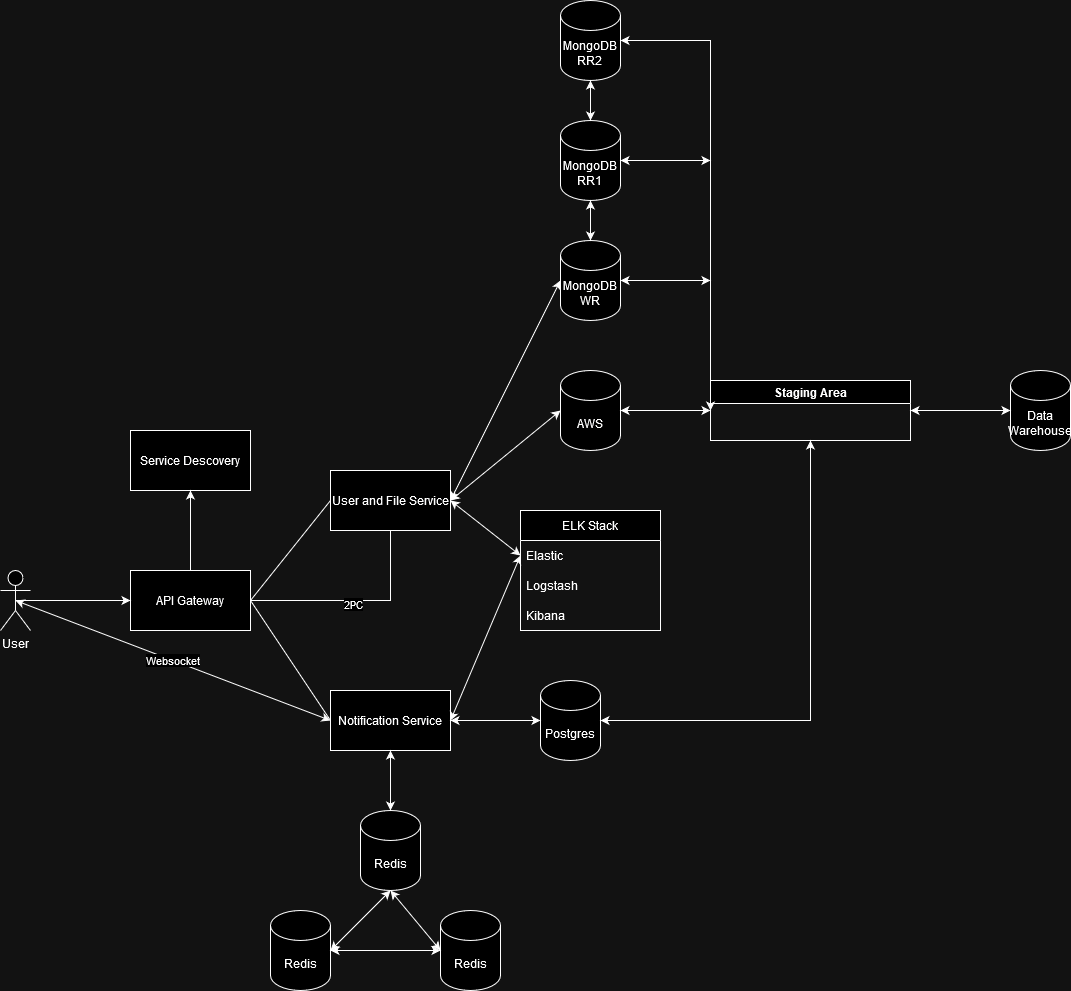 MongoDB
RR2
MongoDB
RR1
MongoDB
WR
AWS
Staging Area
Data
Warehouse
Service Descovery
User and File Service
ELK Stack
Elastic
Logstash
Kibana
API Gateway
2PC
User
Websocket
Notification Service
Postgres
Redis
Redis
Redis